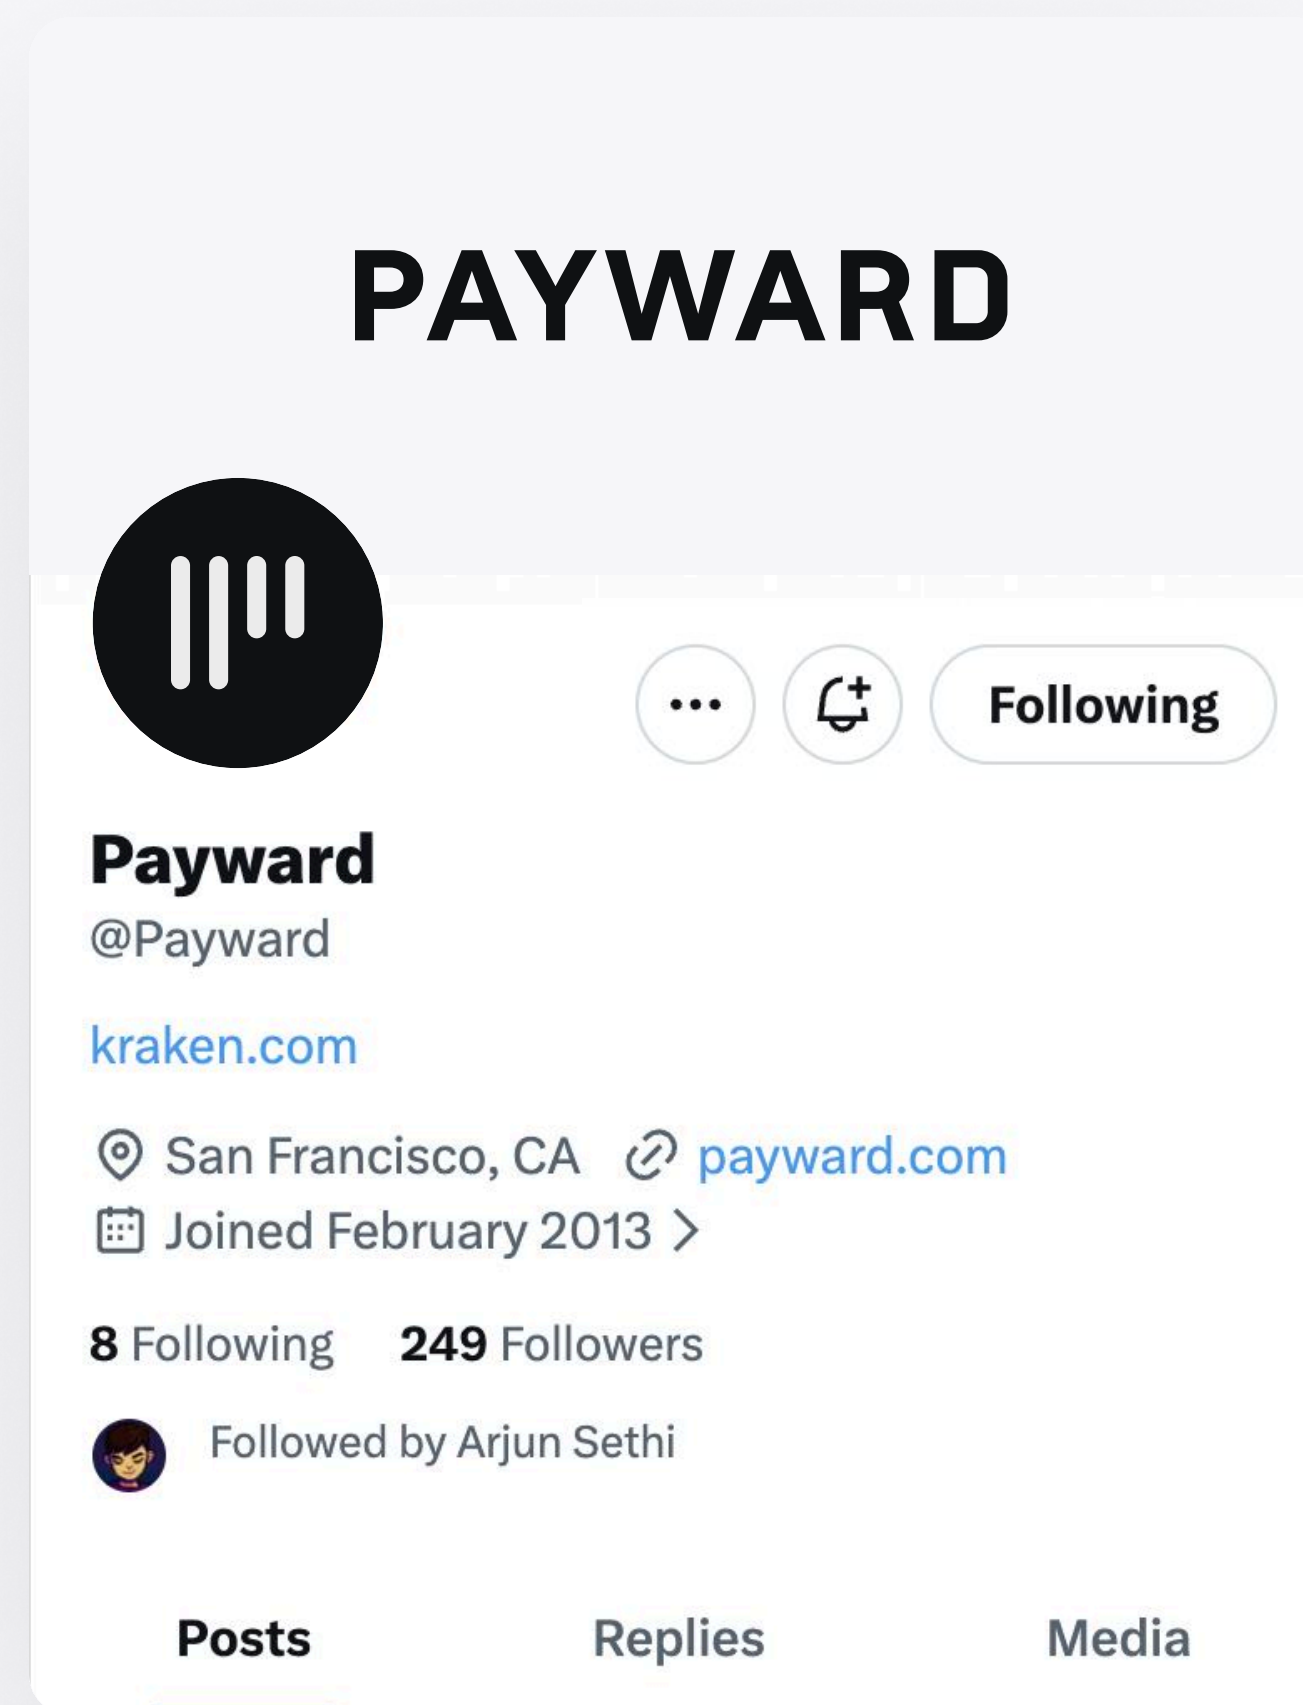 PAYWARD
Following
Payward
@Payward
kraken.com
San Francisco, CA payward.com
Joined February 2013
8 Following 249 Followers
Followed by Arjun Sethi
Posts Replies Media